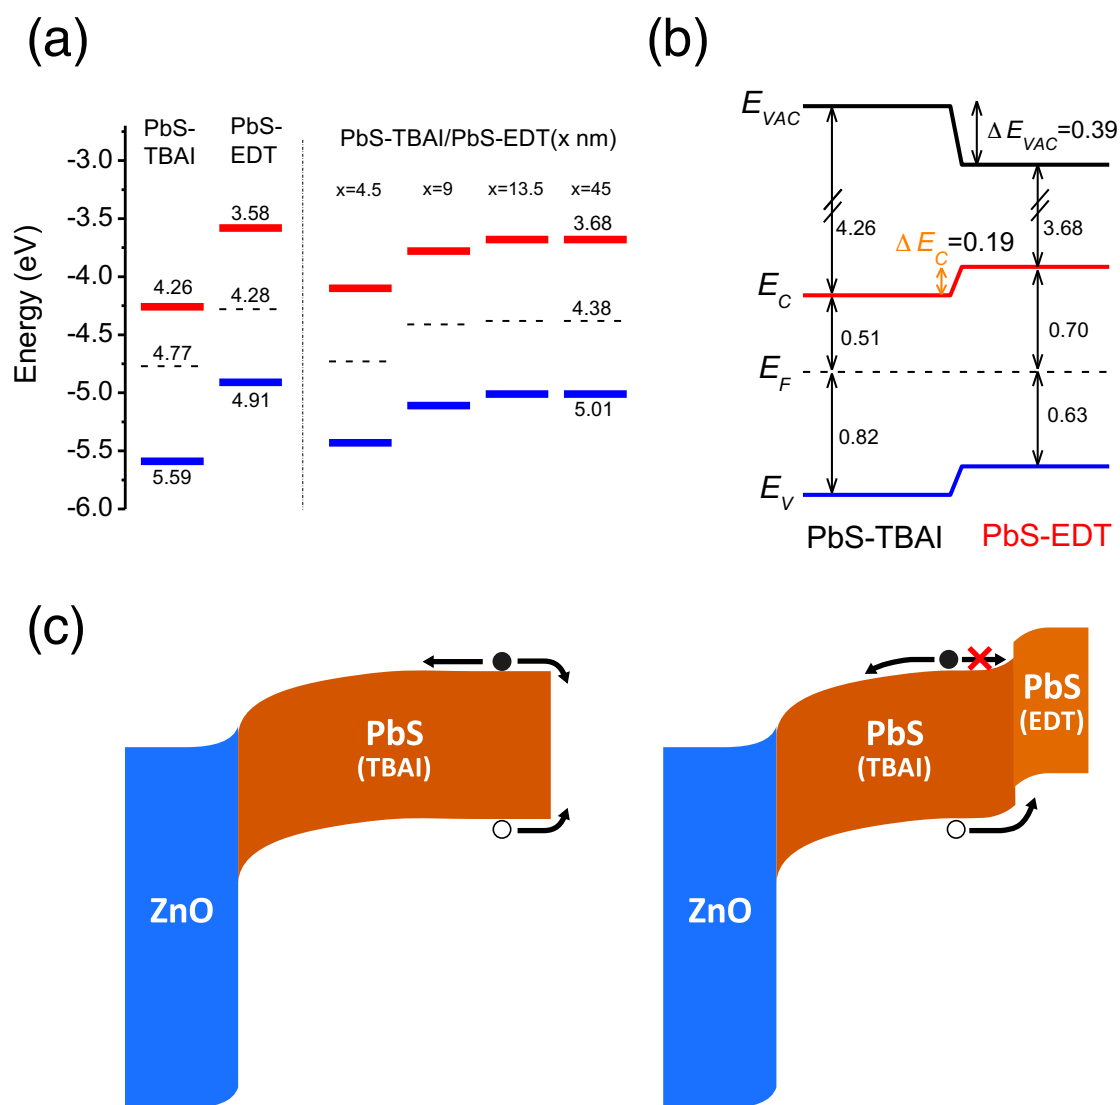 (a)
Energy (eV)
-3.0
-3.5
-4.0
-4.5
-5.0
-5.5
-6.0
PbS-
TBAI
PbS-
EDT
PbS-TBAI/PbS-EDT(x nm)
x=4.5
x=9
x=13.5
x=45
4.26
4.77
5.59
3.58
4.28
4.91
3.68
4.38
5.01
(b)
E_VAC
Δ E_VAC=0.39
4.26
3.68
Δ E_C=0.19
E_C
0.51
0.70
E_F
0.82
0.63
E_V
PbS-TBAI
PbS-EDT
(c)
PbS
(TBAI)
ZnO
PbS
(TBAI)
PbS
(EDT)
ZnO